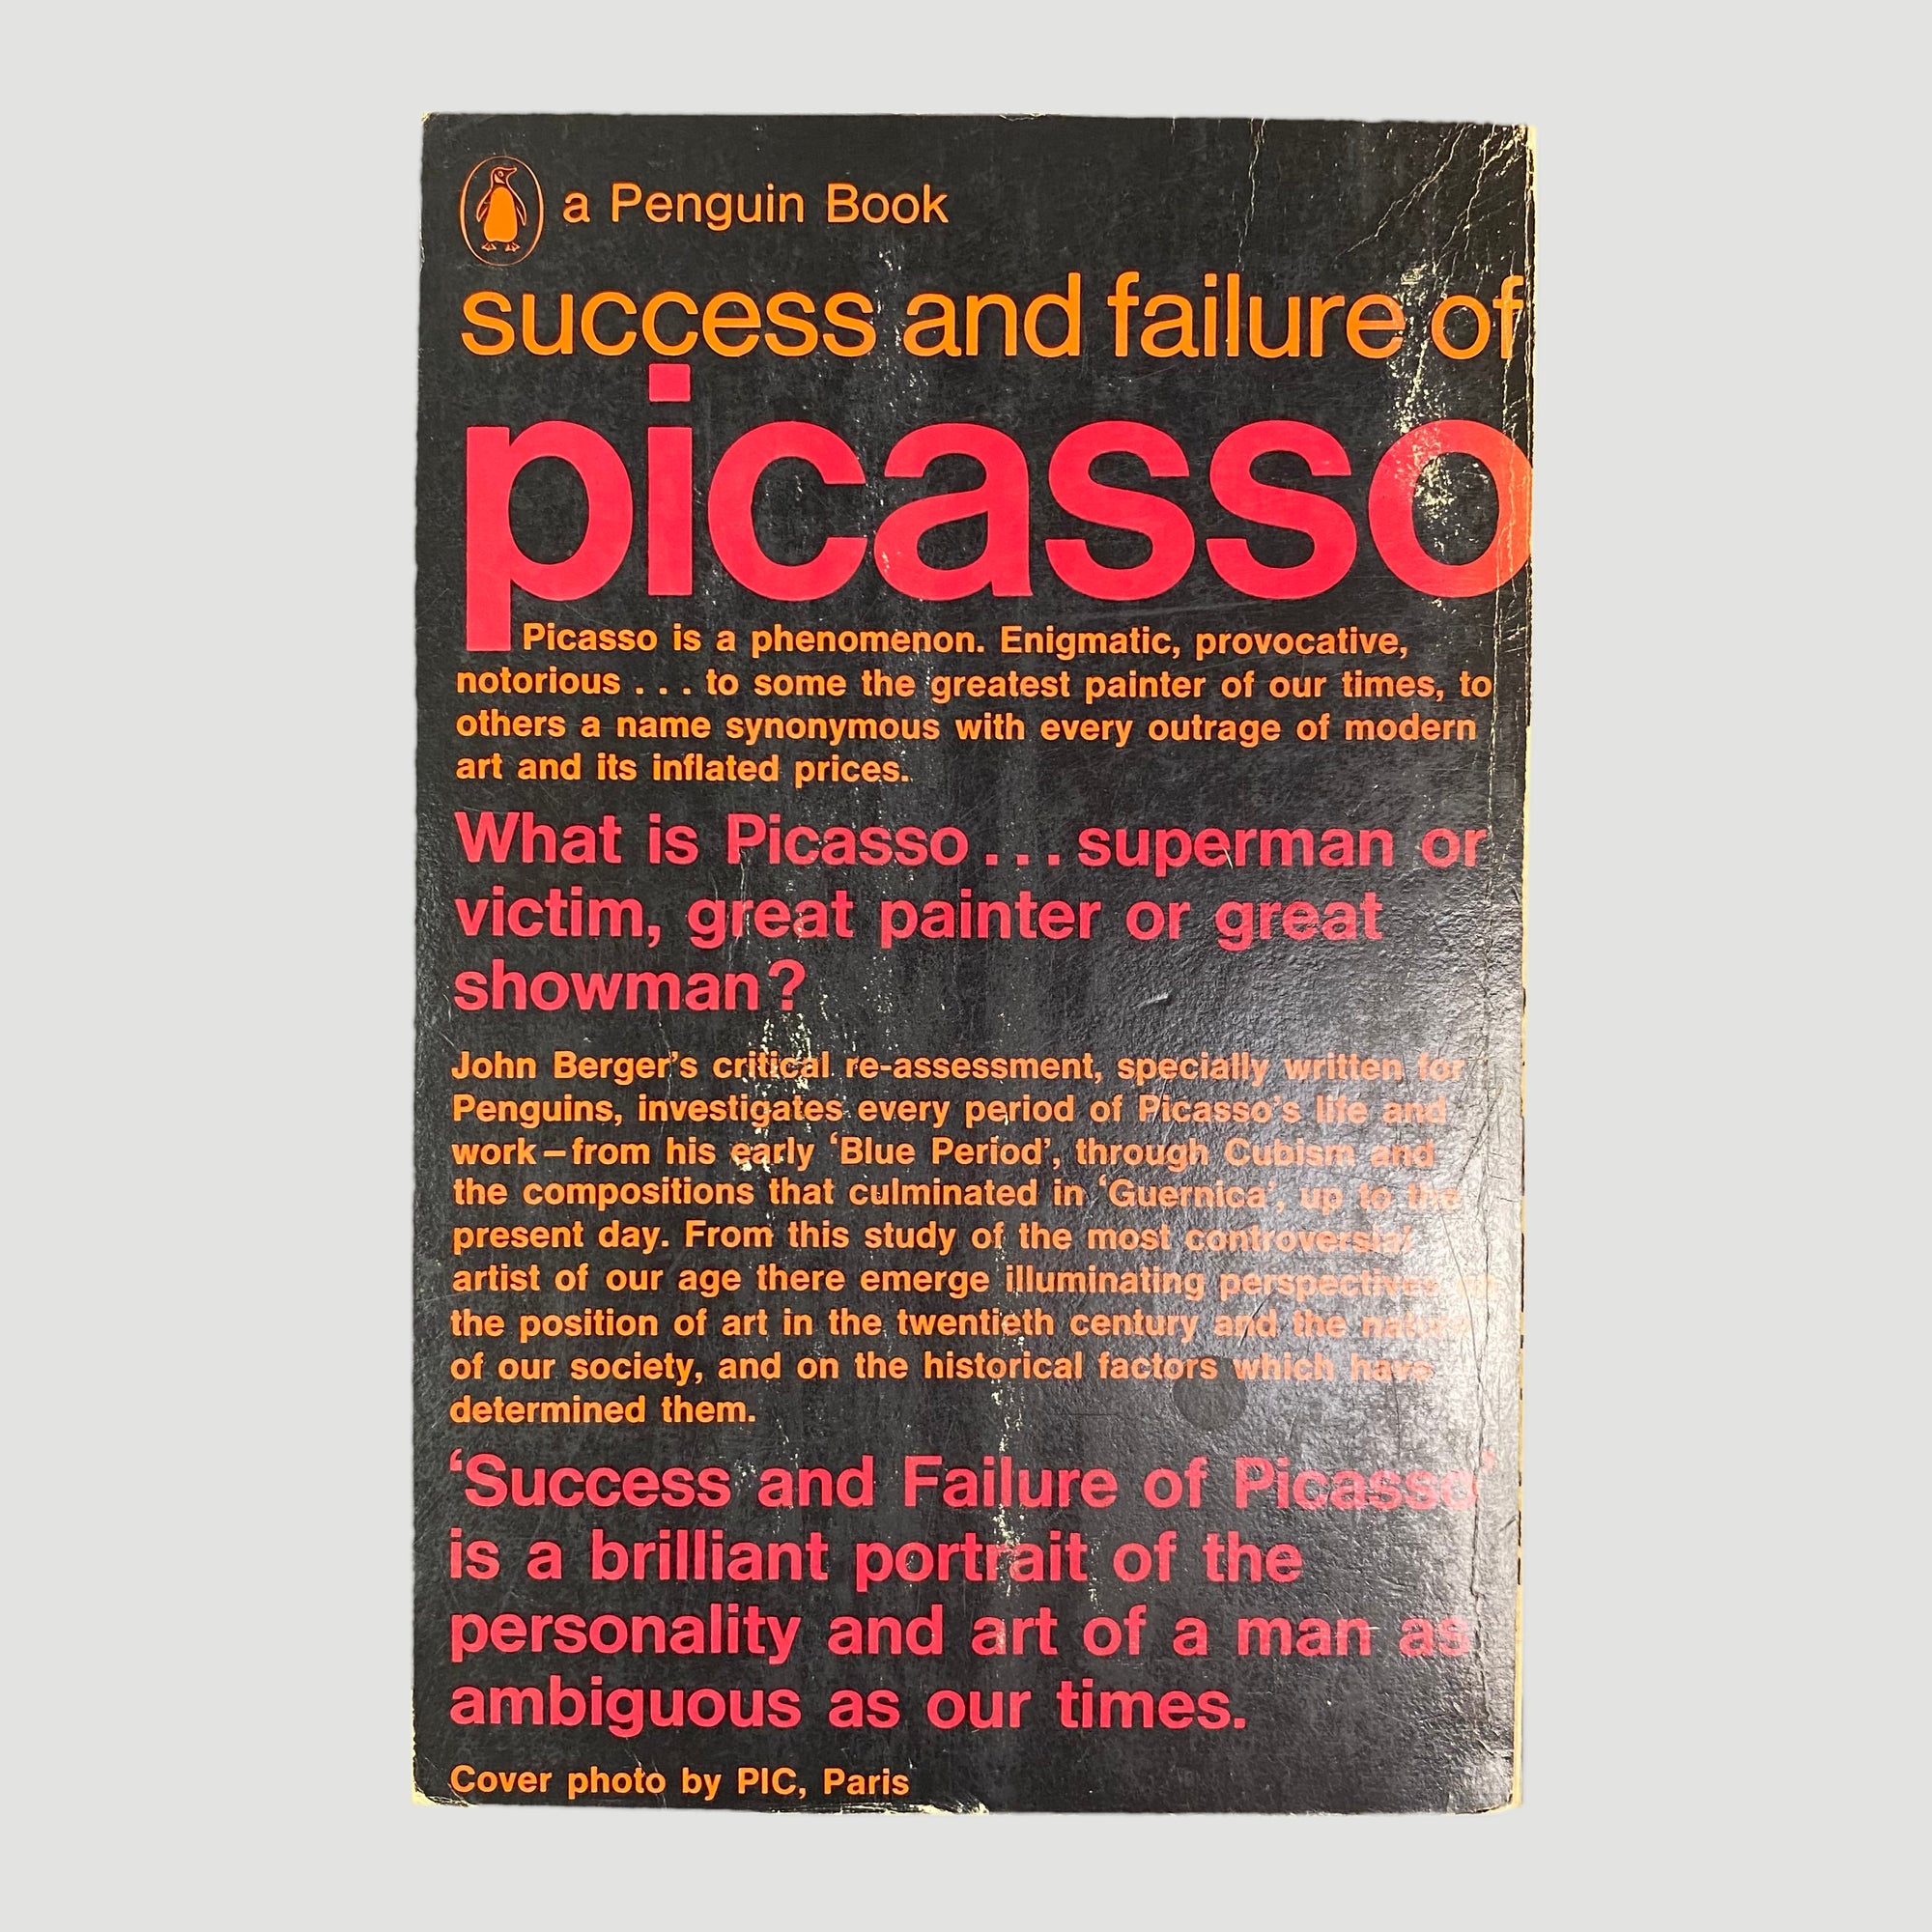 a Penguin Book
success and failure of
picasso
Picasso is a phenomenon. Enigmatic, provocative,
notorious . . . to some the greatest painter of our times, to
others a name synonymous with every outrage of modern
art and its inflated prices.
What is Picasso . . . superman or
victim, great painter or great
showman?
John Berger’s critical re-assessment, specially written for
Penguins, investigates every period of Picasso’s life and
work – from his early ‘Blue Period’, through Cubism and
the compositions that culminated in ‘Guernica’, up to the
present day. From this study of the most controversial
artist of our age there emerge illuminating perspectives
the position of art in the twentieth century and the nature
of our society, and on the historical factors which have
determined them.
‘Success and Failure of Picasso’
is a brilliant portrait of the
personality and art of a man as
ambiguous as our times.
Cover photo by PIC, Paris